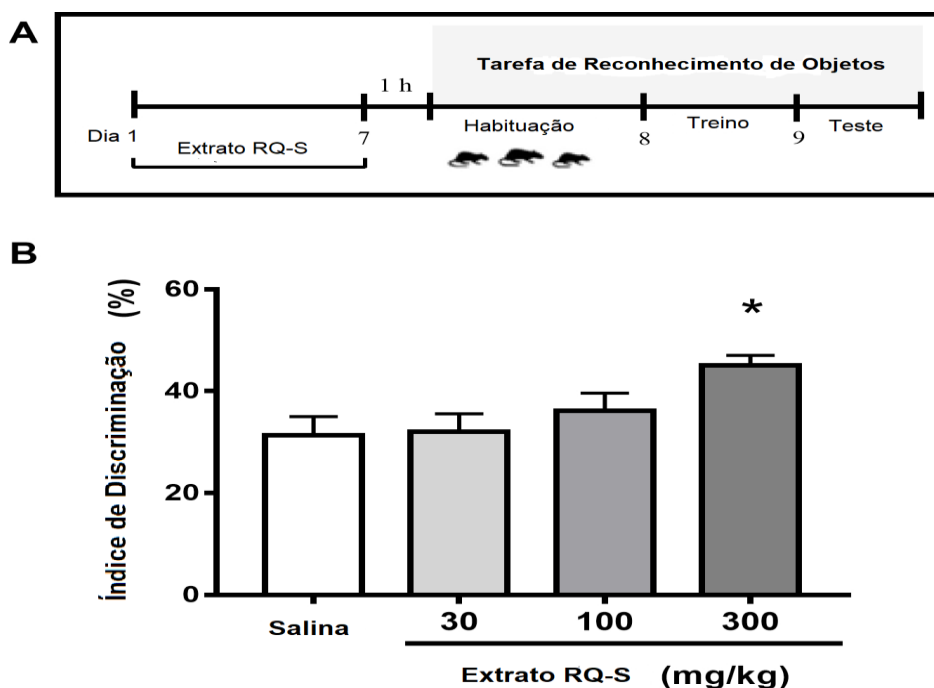 A
Tarefa de Reconhecimento de Objetos
1 h
Dia 1
Extrato RQ-S
7
Habituação
8
Treino
9
Teste
B
Índice de Discriminação (%)
60
40
20
0
*
Salina
30
100
300
Extrato RQ-S (mg/kg)